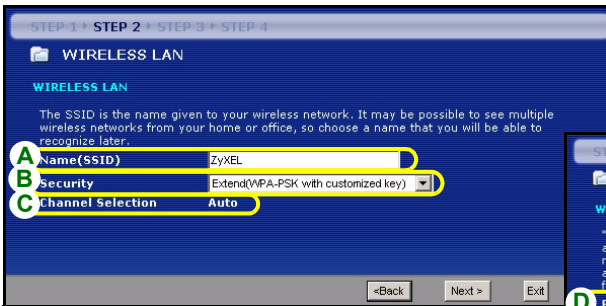 STEP 1 STEP 2 STEP 3 STEP 4
WIRELESS LAN
WIRELESS LAN
The SSID is the name given to your wireless network. It may be possible to see multiple
wireless networks from your home or office, so choose a name that you will be able to
recognize later.
A Name(SSID) ZyXEL
B Security Extend(WPA-PSK with customized key)
C Channel Selection Auto
<Back Next > Exit
D